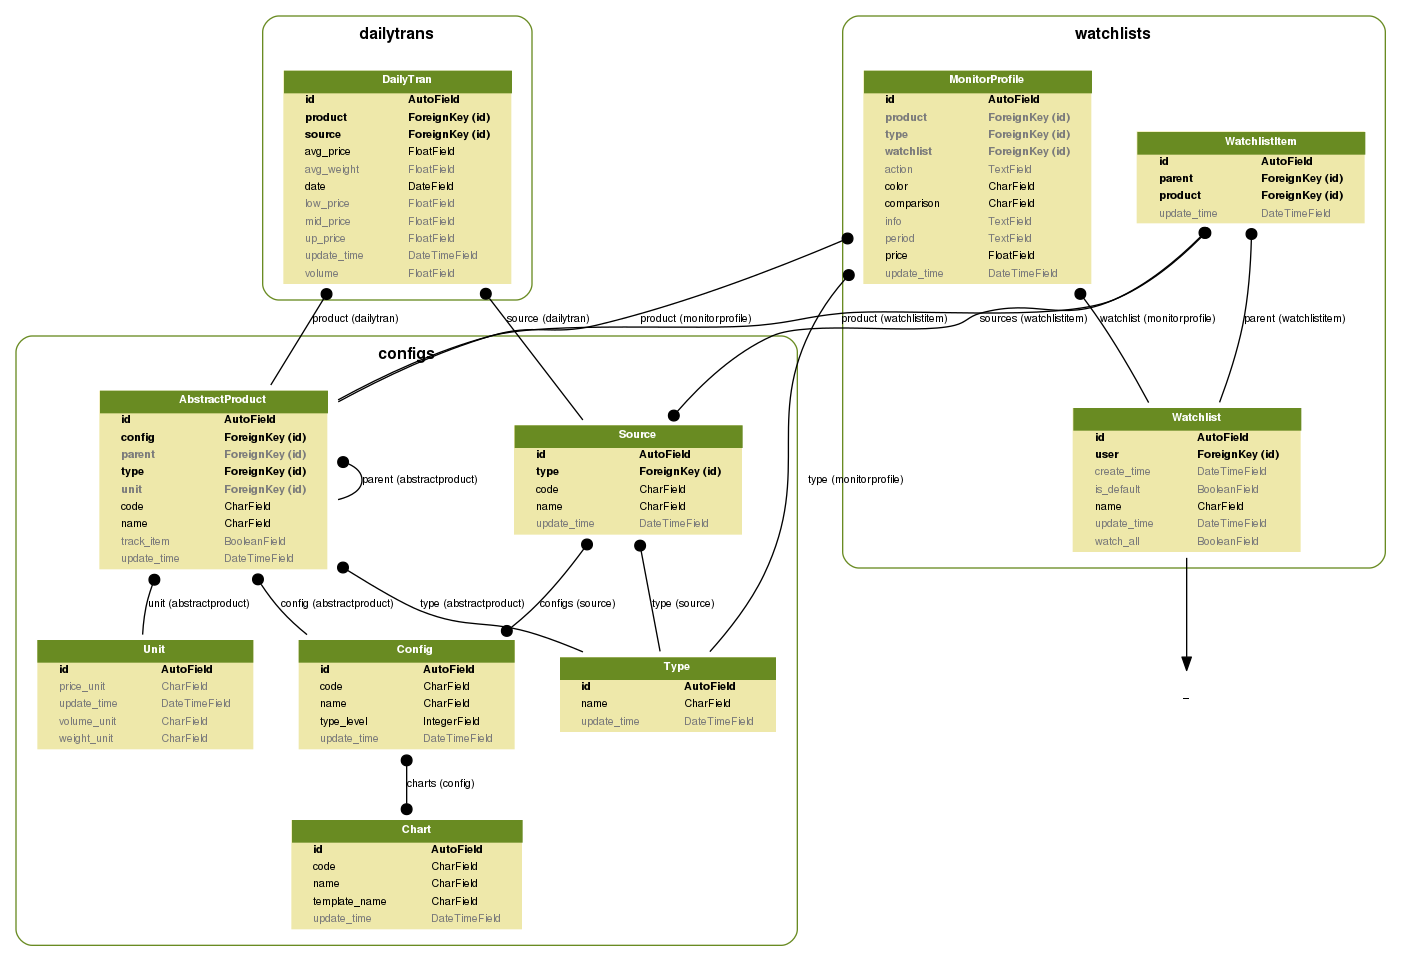 dailytrans
DailyTran
id AutoField
product ForeignKey (id)
source ForeignKey (id)
avg_price FloatField
avg_weight FloatField
date DateField
low_price FloatField
mid_price FloatField
up_price FloatField
update_time DateTimeField
volume FloatField
watchlists
MonitorProfile
id AutoField
product ForeignKey (id)
type ForeignKey (id)
watchlist ForeignKey (id)
action TextField
color CharField
comparison CharField
info TextField
period TextField
price FloatField
update_time DateTimeField
WatchlistItem
id AutoField
parent ForeignKey (id)
product ForeignKey (id)
update_time DateTimeField
product (dailytran)
source (dailytran)
product (monitorprofile)
product (watchlistitem)
sources (watchlistitem)
watchlist (monitorprofile)
parent (watchlistitem)
configs
AbstractProduct
id AutoField
config ForeignKey (id)
parent ForeignKey (id)
type ForeignKey (id)
unit ForeignKey (id)
code CharField
name CharField
track_item BooleanField
update_time DateTimeField
parent (abstractproduct)
Source
id AutoField
type ForeignKey (id)
code CharField
name CharField
update_time DateTimeField
type (monitorprofile)
Watchlist
id AutoField
user ForeignKey (id)
create_time DateTimeField
is_default BooleanField
name CharField
update_time DateTimeField
watch_all BooleanField
unit (abstractproduct)
config (abstractproduct)
type (abstractproduct)
configs (source)
type (source)
Unit
id AutoField
price_unit CharField
update_time DateTimeField
volume_unit CharField
weight_unit CharField
Config
id AutoField
code CharField
name CharField
type_level IntegerField
update_time DateTimeField
Type
id AutoField
name CharField
update_time DateTimeField
_
charts (config)
Chart
id AutoField
code CharField
name CharField
template_name CharField
update_time DateTimeField